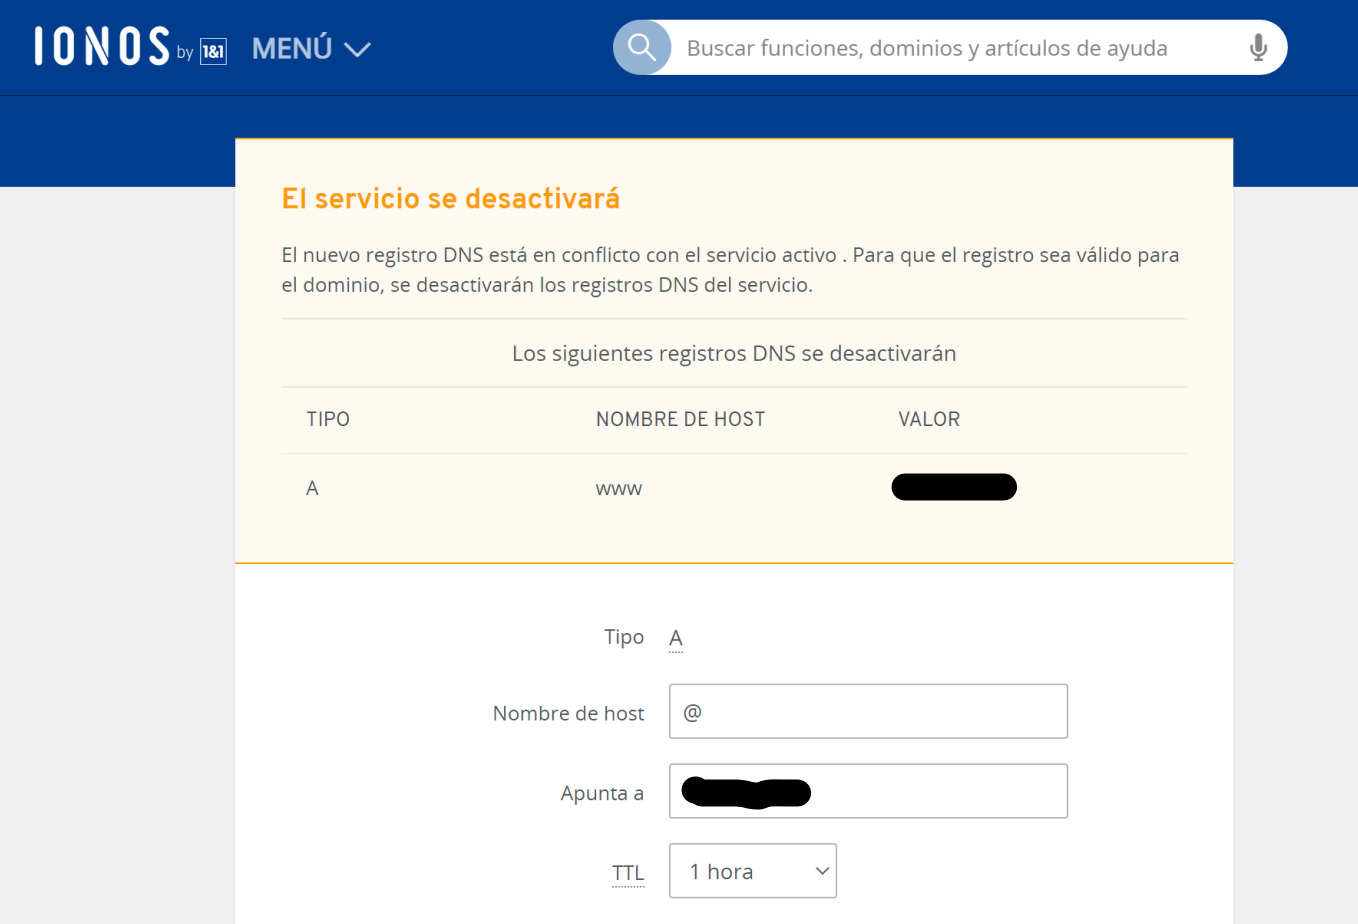 IONOS by 1&1 MENÚ
Buscar funciones, dominios y artículos de ayuda
El servicio se desactivará
El nuevo registro DNS está en conflicto con el servicio activo . Para que el registro sea válido para
el dominio, se desactivarán los registros DNS del servicio.
Los siguientes registros DNS se desactivarán
TIPO NOMBRE DE HOST VALOR
A www
Tipo A
Nombre de host @
Apunta a
TTL 1 hora